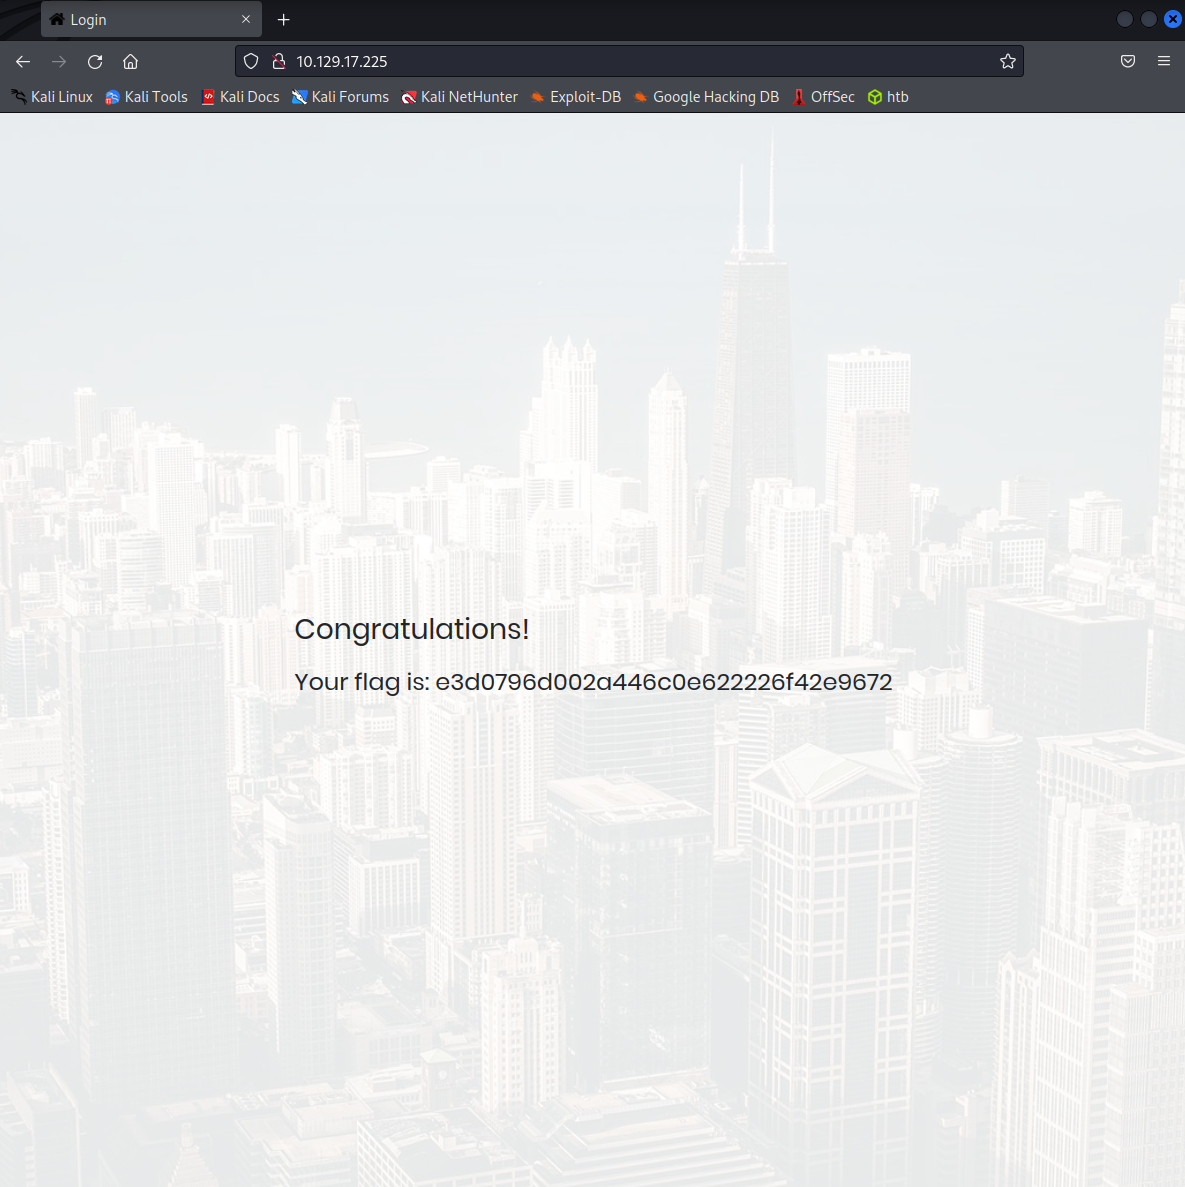 Login
10.129.17.225
Kali Linux Kali Tools Kali Docs Kali Forums Kali NetHunter Exploit-DB Google Hacking DB OffSec htb
Congratulations!
Your flag is: e3d0796d002a446c0e622226f42e9672